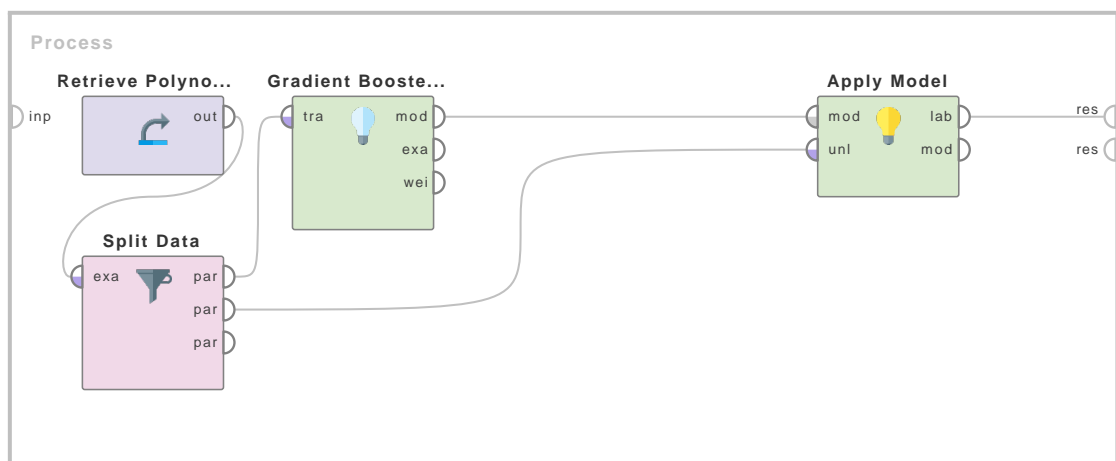 Process
Retrieve Polyno...
Gradient Booste...
Apply Model
inp
out
tra
mod
exa
wei
mod
unl
lab
mod
res
res
Split Data
exa
par
par
par